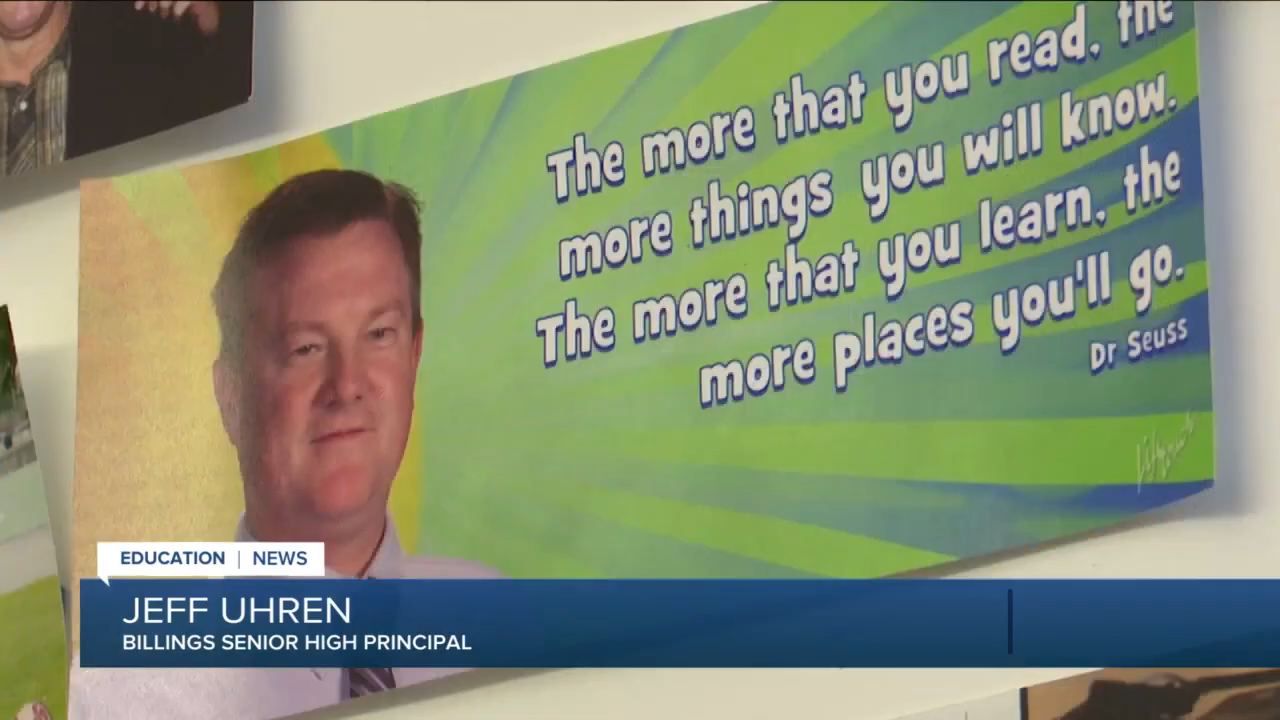 The more that you read, the
more things you will know.
The more that you learn, the
more places you'll go.
Dr Seuss
EDUCATION | NEWS
JEFF UHREN
BILLINGS SENIOR HIGH PRINCIPAL